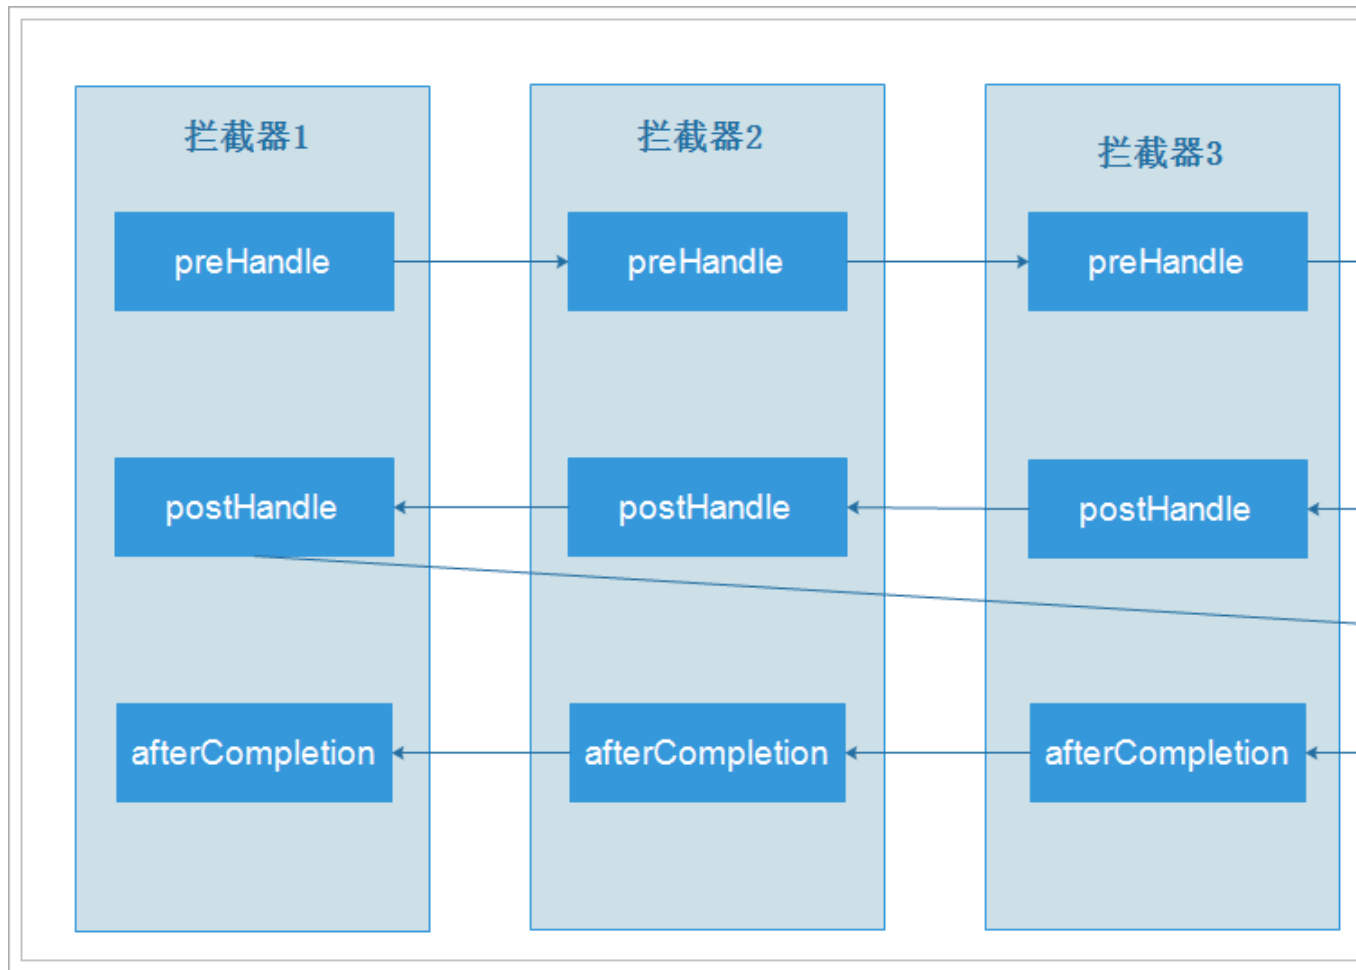 拦截器1
拦截器2
拦截器3
preHandle
preHandle
preHandle
postHandle
postHandle
postHandle
afterCompletion
afterCompletion
afterCompletion